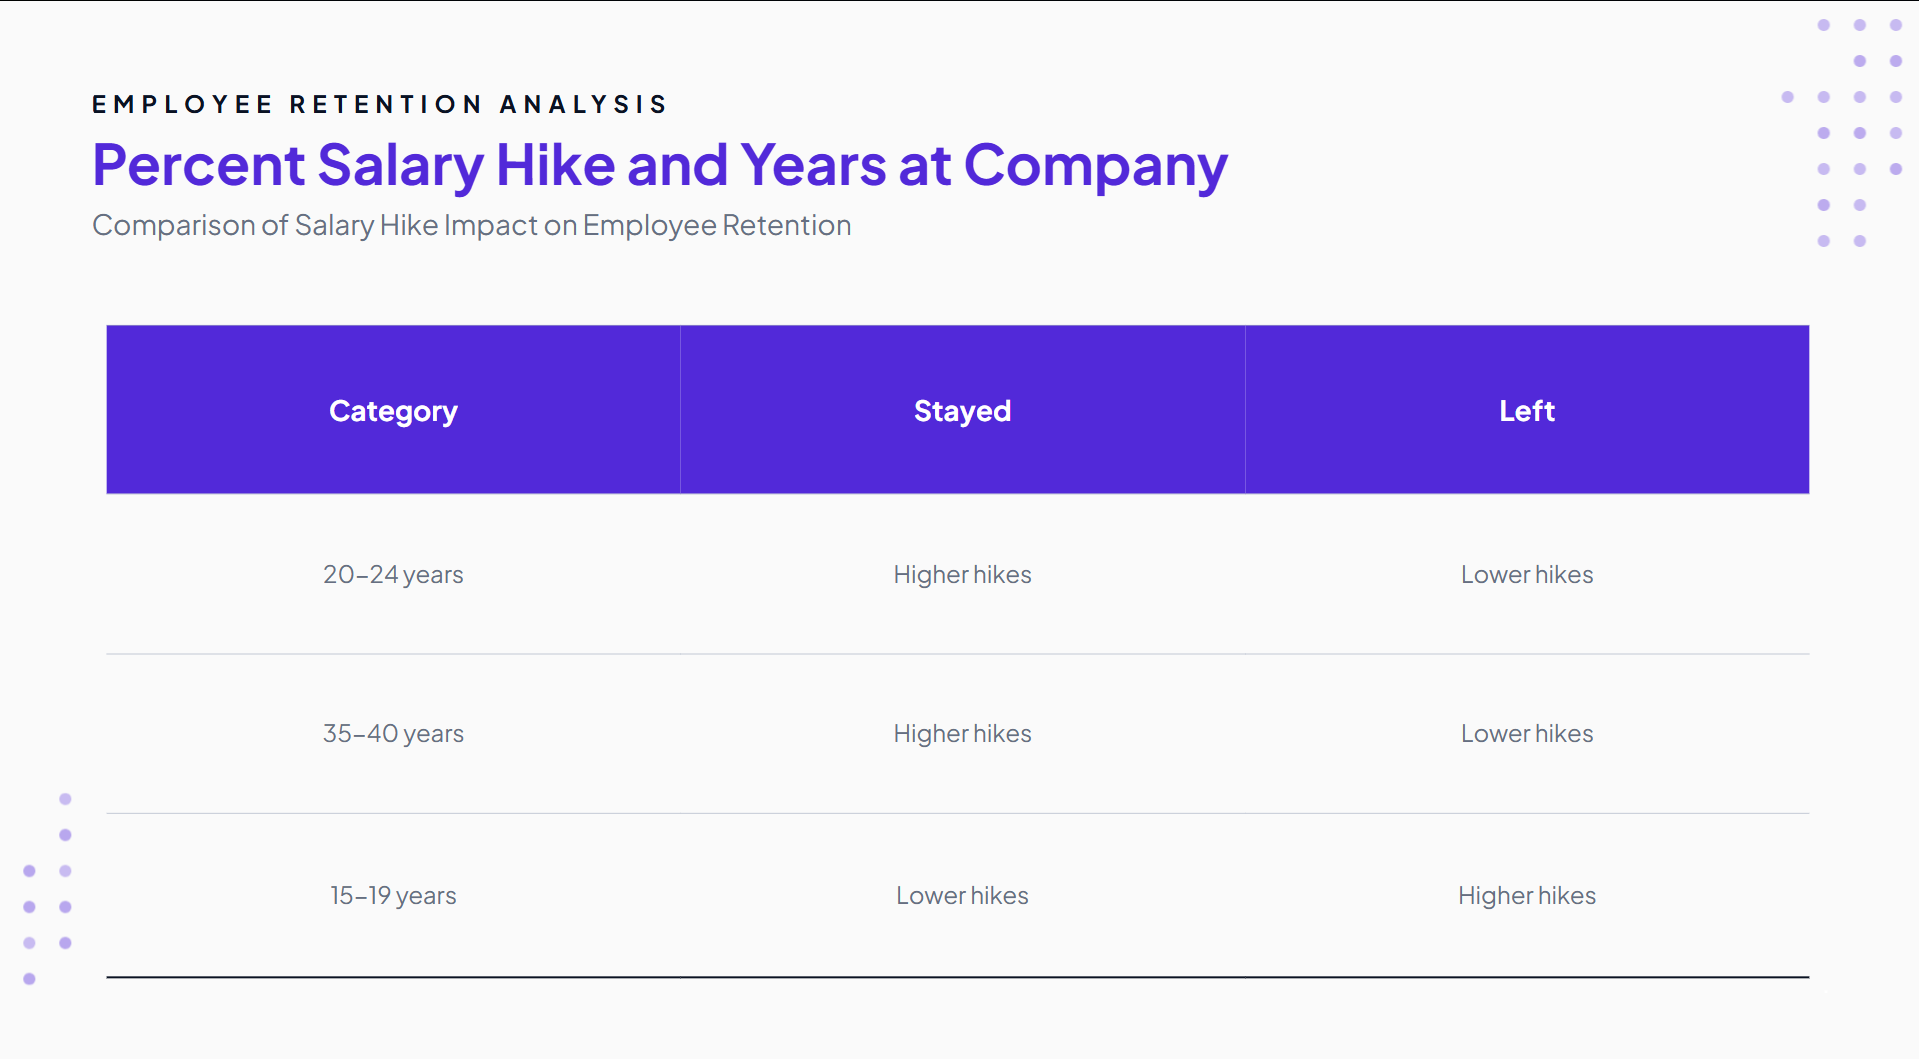 EMPLOYEE RETENTION ANALYSIS
Percent Salary Hike and Years at Company
Comparison of Salary Hike Impact on Employee Retention
Category Stayed Left
20–24 years Higher hikes Lower hikes
35–40 years Higher hikes Lower hikes
15–19 years Lower hikes Higher hikes